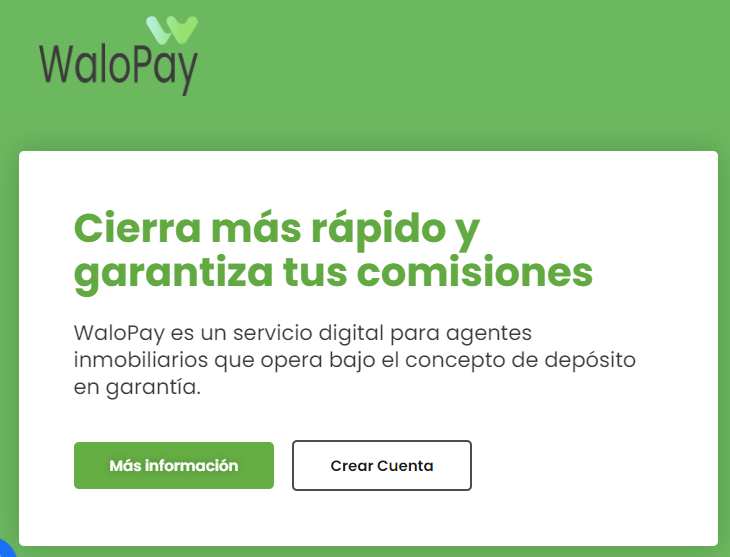 WaloPay
Cierra más rápido y
garantiza tus comisiones
WaloPay es un servicio digital para agentes
inmobiliarios que opera bajo el concepto de depósito
en garantía.
Más información
Crear Cuenta